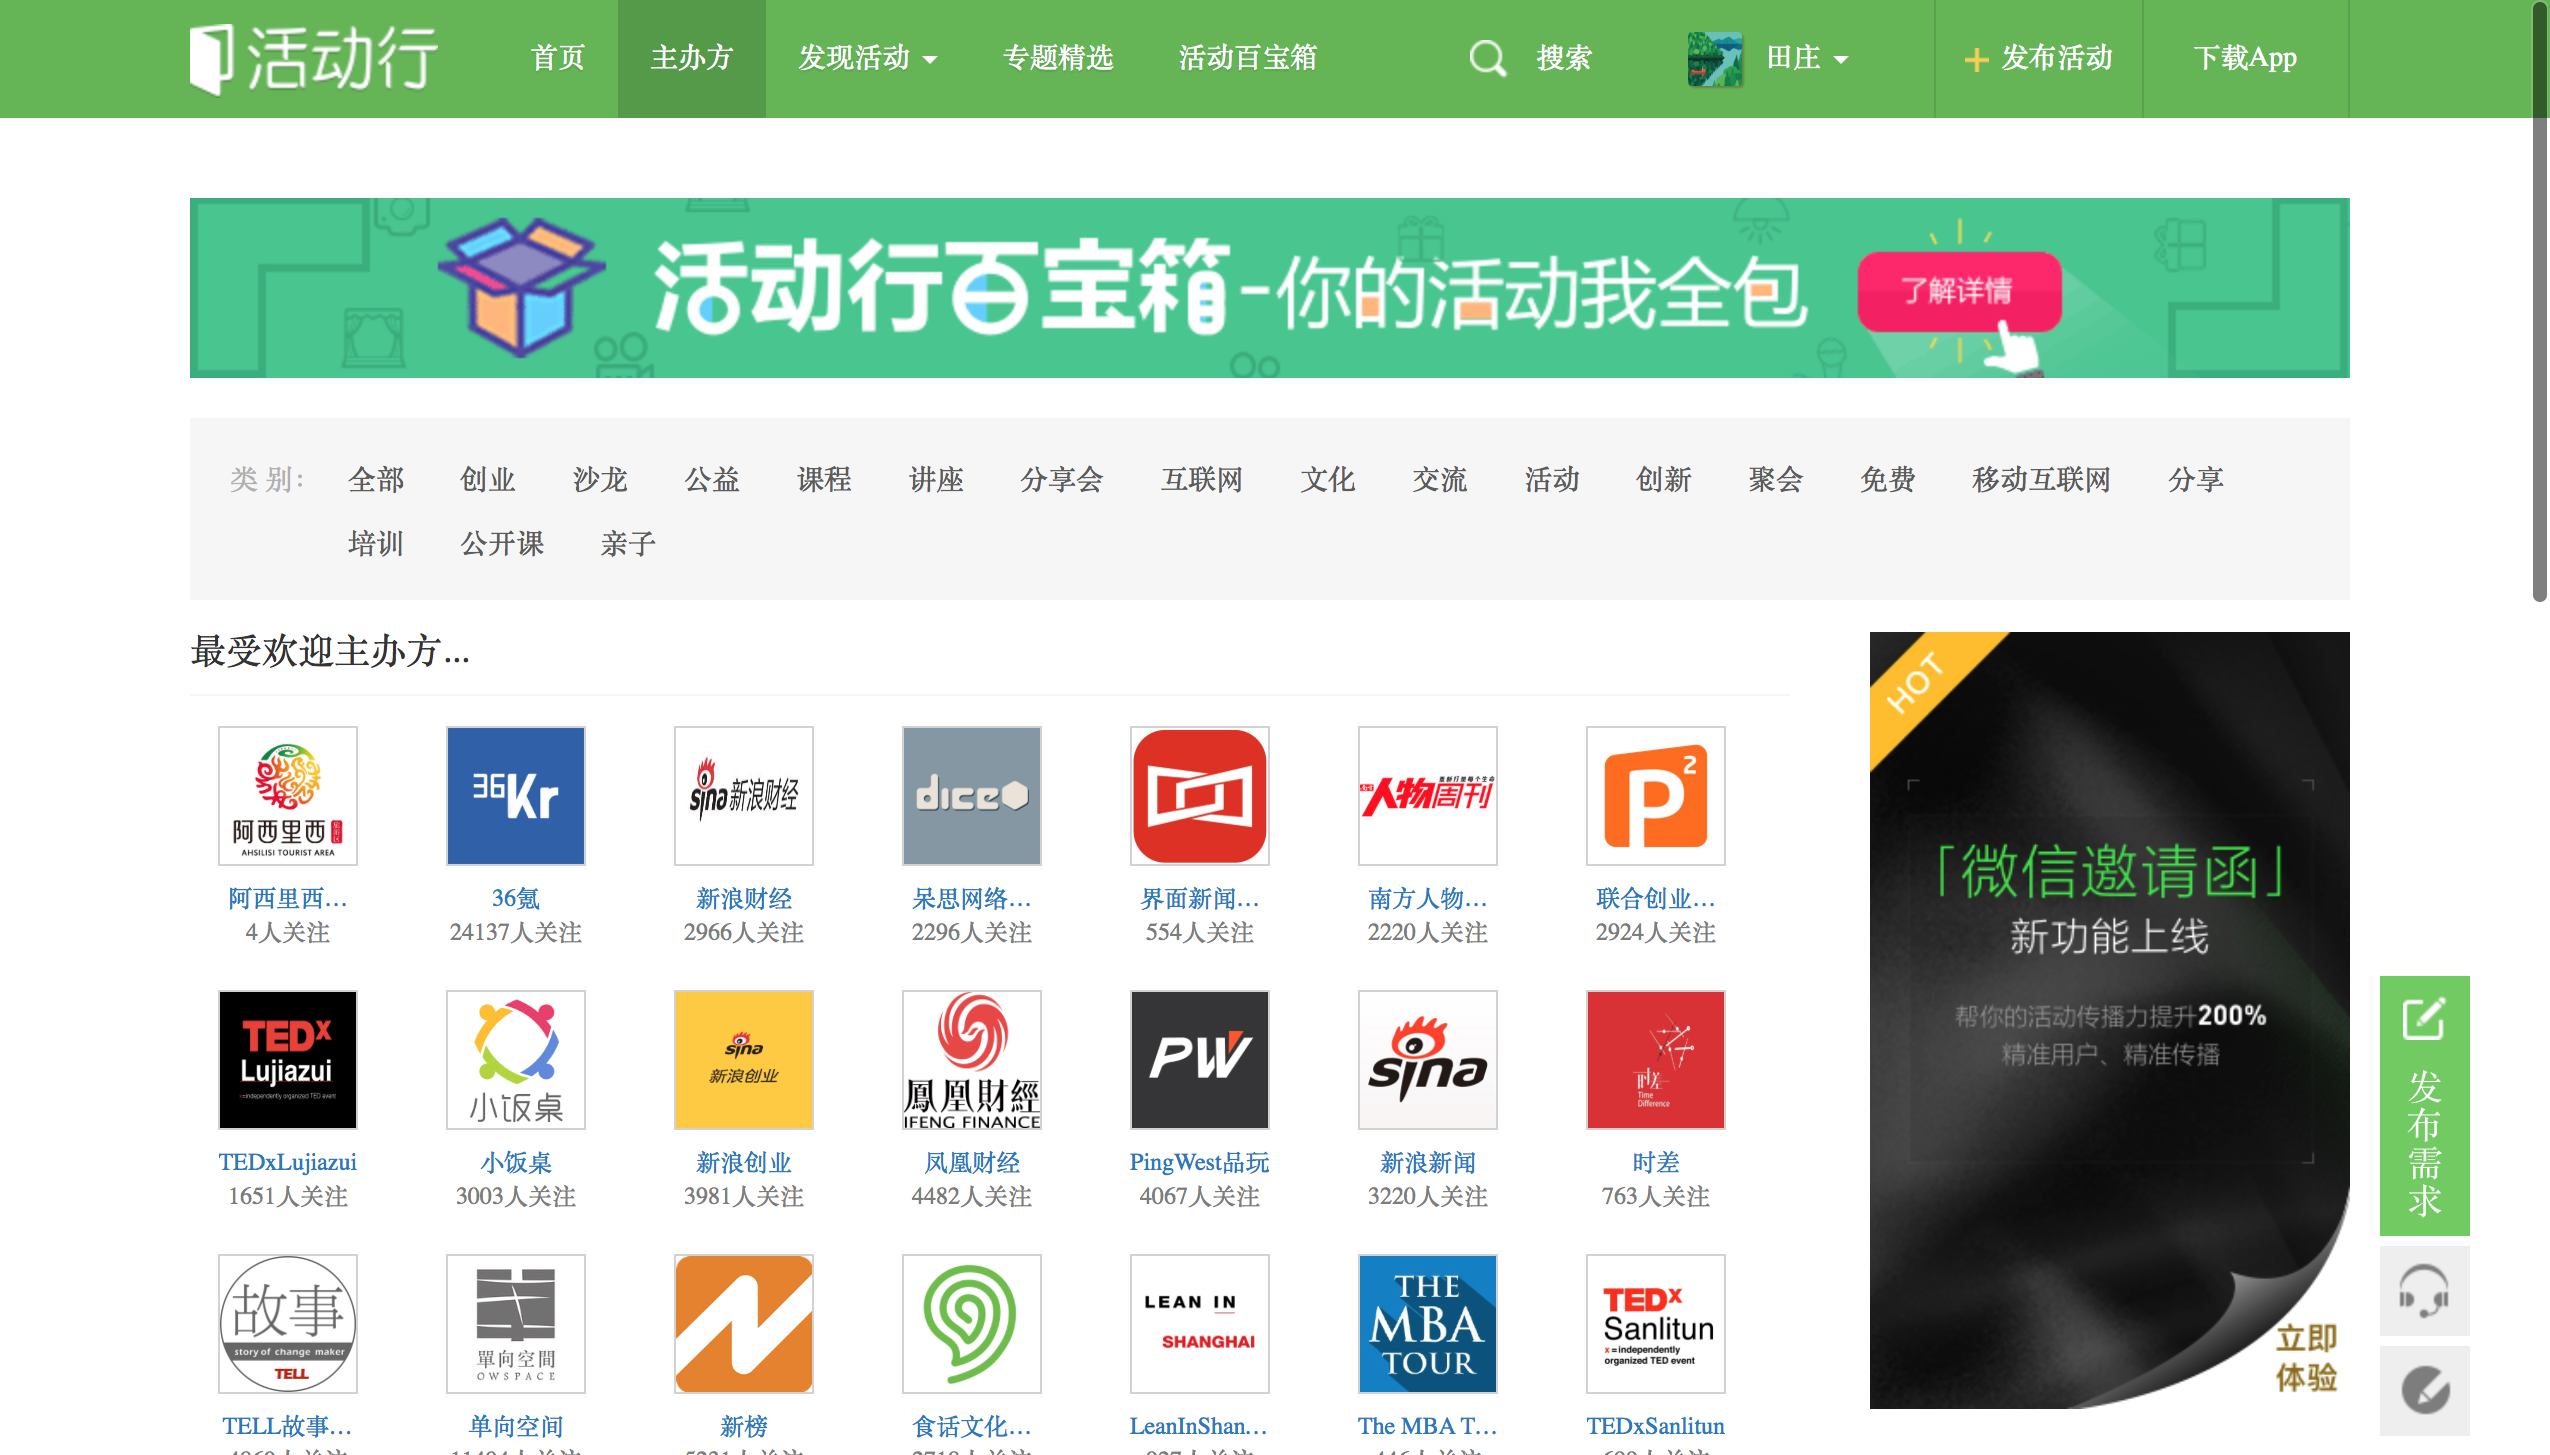 活动行
首页 主办方 发现活动 专题精选 活动百宝箱 搜索 田庄 发布活动 下载App
活动行百宝箱-你的活动我全包 了解详情
类 别: 全部 创业 沙龙 公益 课程 讲座 分享会 互联网 文化 交流 活动 创新 聚会 免费 移动互联网 分享
培训 公开课 亲子
最受欢迎主办方...
阿西里西
AHSILISI TOURIST AREA
36Kr
sina 新浪财经
dice
人物周刊
P2
阿西里西... 36氪 新浪财经 呆思网络... 界面新闻... 南方人物... 联合创业...
4人关注 24137人关注 2966人关注 2296人关注 554人关注 2220人关注 2924人关注
TEDx
Lujiazui
x=independently organized TED event
小饭桌
sina
新浪创业
鳳凰財經
IFENG FINANCE
PW
sina
时差
Time
Difference
TEDxLujiazui 小饭桌 新浪创业 凤凰财经 PingWest品玩 新浪新闻 时差
1651人关注 3003人关注 3981人关注 4482人关注 4067人关注 3220人关注 763人关注
故事
story of change maker
TELL
單向空間
OWSPACE
LEAN IN
SHANGHAI
THE
MBA
TOUR
TEDx
Sanlitun
x=independently
organized TED event
TELL故事... 单向空间 新榜 食话文化... LeanInShan... The MBA T... TEDxSanlitun
HOT
「微信邀请函」
新功能上线
帮你的活动传播力提升200%
精准用户、精准传播
立即
体验
发布需求